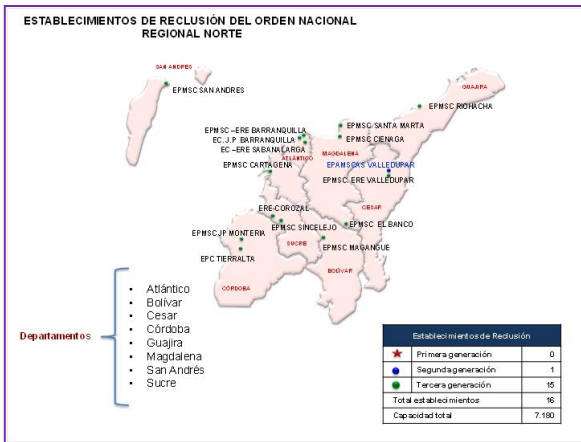 ESTABLECIMIENTOS DE RECLUSIÓN DEL ORDEN NACIONAL
REGIONAL NORTE
SAN ANDRES
EPMSC SAN ANDRES
GUAJIRA
EPMSC RIOHACHA
EPMSC SANTA MARTA
EPMSC CIENAGA
EPMSC –ERE BARRANQUILLA
EC.J.P BARRANQUILLA
EC –ERE SABANALARGA
ATLÁNTICO
MAGDALENA
EPMSC CARTAGENA
EPAMSCAS VALLEDUPAR
EPMSC. ERE VALLEDUPAR
CESAR
ERE-COROZAL
EPMSC EL BANCO
EPMSC SINCELEJO
EPMSC.JP MONTERIA
SUCRE
EPMSC MAGANGUE
EPC TIERRALTA
BOLÍVAR
CÓRDOBA
Departamentos
• Atlántico
• Bolívar
• Cesar
• Córdoba
• Guajira
• Magdalena
• San Andrés
• Sucre
Establecimientos de Reclusión
Primera generación 0
Segunda generación 1
Tercera generación 15
Total establecimientos 16
Capacidad total 7.180